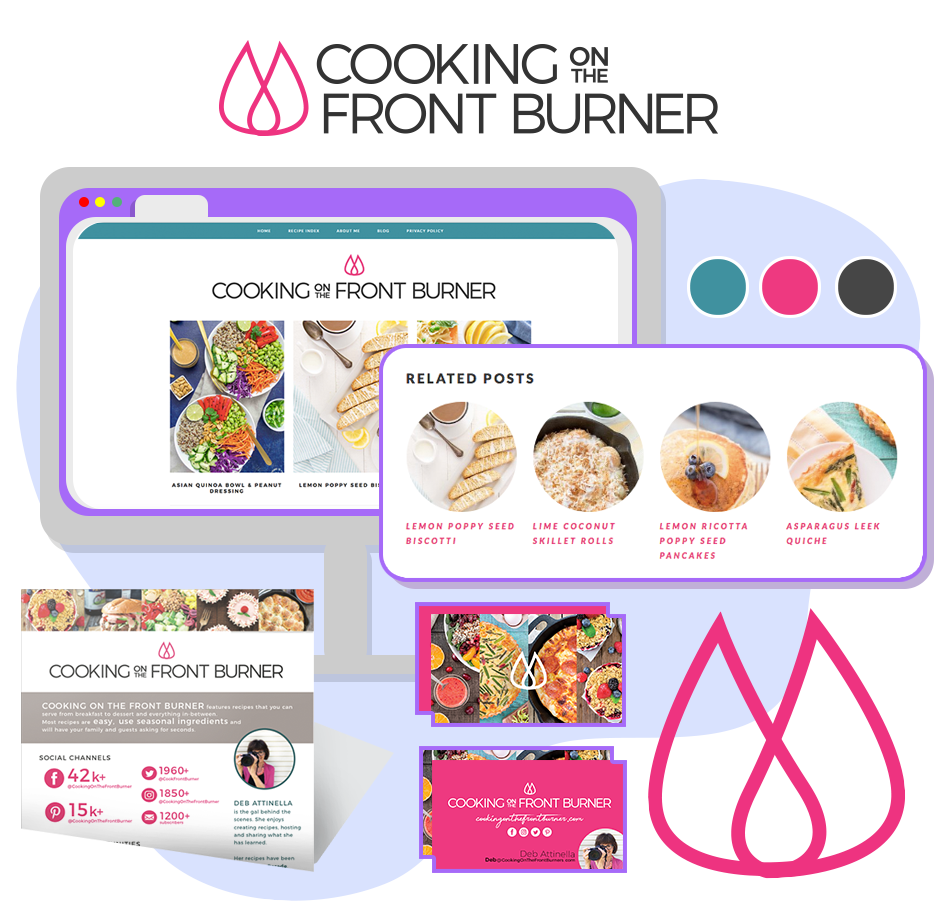 COOKING ON THE
FRONT BURNER
HOME RECIPE INDEX ABOUT ME BLOG PRIVACY POLICY
COOKING ON THE FRONT BURNER
ASIAN QUINOA BOWL & PEANUT
DRESSING
LEMON POPPY SEED BI
RELATED POSTS
LEMON POPPY SEED
BISCOTTI
LIME COCONUT
SKILLET ROLLS
LEMON RICOTTA
POPPY SEED
PANCAKES
ASPARAGUS LEEK
QUICHE
COOKING ON THE FRONT BURNER
COOKING ON THE FRONT BURNER features recipes that you can
serve from breakfast to dessert and everything in-between.
Most recipes are easy, use seasonal ingredients and
will have your family and guests asking for seconds.
SOCIAL CHANNELS
42k+
@CookingOnTheFrontBurner
1960+
@CookFrontBurner
15k+
@CookingOnTheFrontBurner
1850+
@CookingOnTheFrontBurner
1200+
subscribers
DEB ATTINELLA
is the gal behind the
scenes. She enjoys
creating recipes, hosting
and sharing what she
has learned.
Her recipes have been
COOKING ON THE FRONT BURNER
cookingonthefrontburner.com
Deb Attinella
Deb@CookingOnTheFrontBurners.com